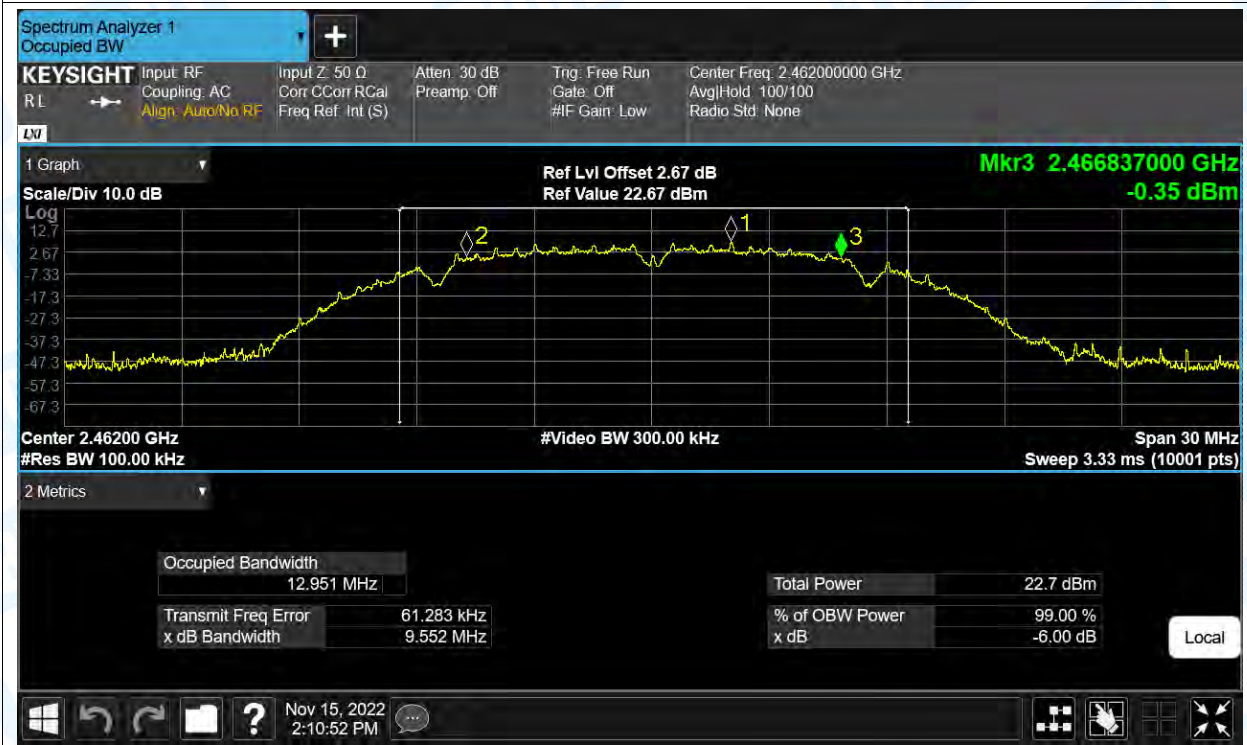 Spectrum Analyzer 1
Occupied BW
KEYSIGHT
R L
LXI
Input: RF
Coupling: AC
Align: Auto/No RF
Input Z: 50 Ω
Corr CCorr RCal
Freq Ref: Int (S)
Atten: 30 dB
Preamp: Off
Trig: Free Run
Gate: Off
#IF Gain: Low
Center Freq: 2.462000000 GHz
Avg|Hold: 100/100
Radio Std: None
1 Graph
Scale/Div 10.0 dB
Ref Lvl Offset 2.67 dB
Ref Value 22.67 dBm
Mkr3 2.466837000 GHz
-0.35 dBm
Log
12.7
2.67
-7.33
-17.3
-27.3
-37.3
-47.3
-57.3
-67.3
2
1
3
Center 2.46200 GHz
#Res BW 100.00 kHz
#Video BW 300.00 kHz
Span 30 MHz
Sweep 3.33 ms (10001 pts)
2 Metrics
Occupied Bandwidth
12.951 MHz
Transmit Freq Error 61.283 kHz
x dB Bandwidth 9.552 MHz
Total Power 22.7 dBm
% of OBW Power 99.00 %
x dB -6.00 dB
Local
?
Nov 15, 2022
2:10:52 PM